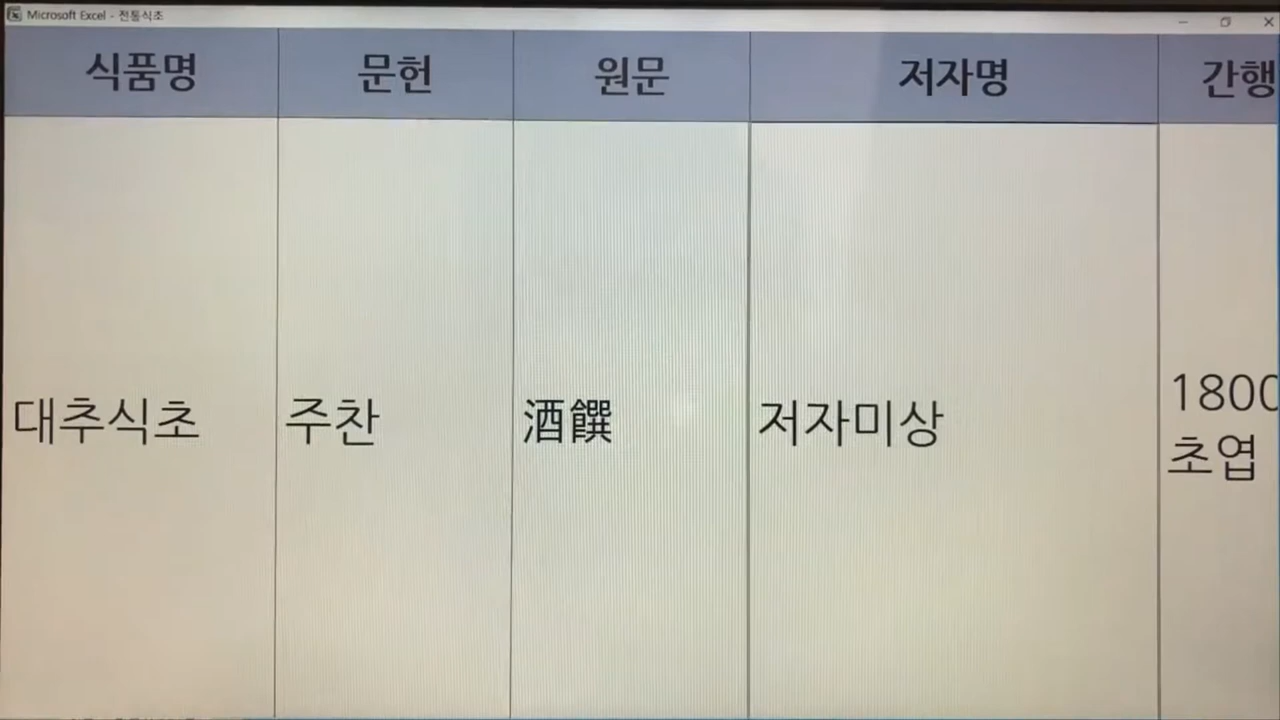 Microsoft Excel - 전통식초
식품명 문헌 원문 저자명 간행
대추식초 주찬 酒饌 저자미상 1800
초엽